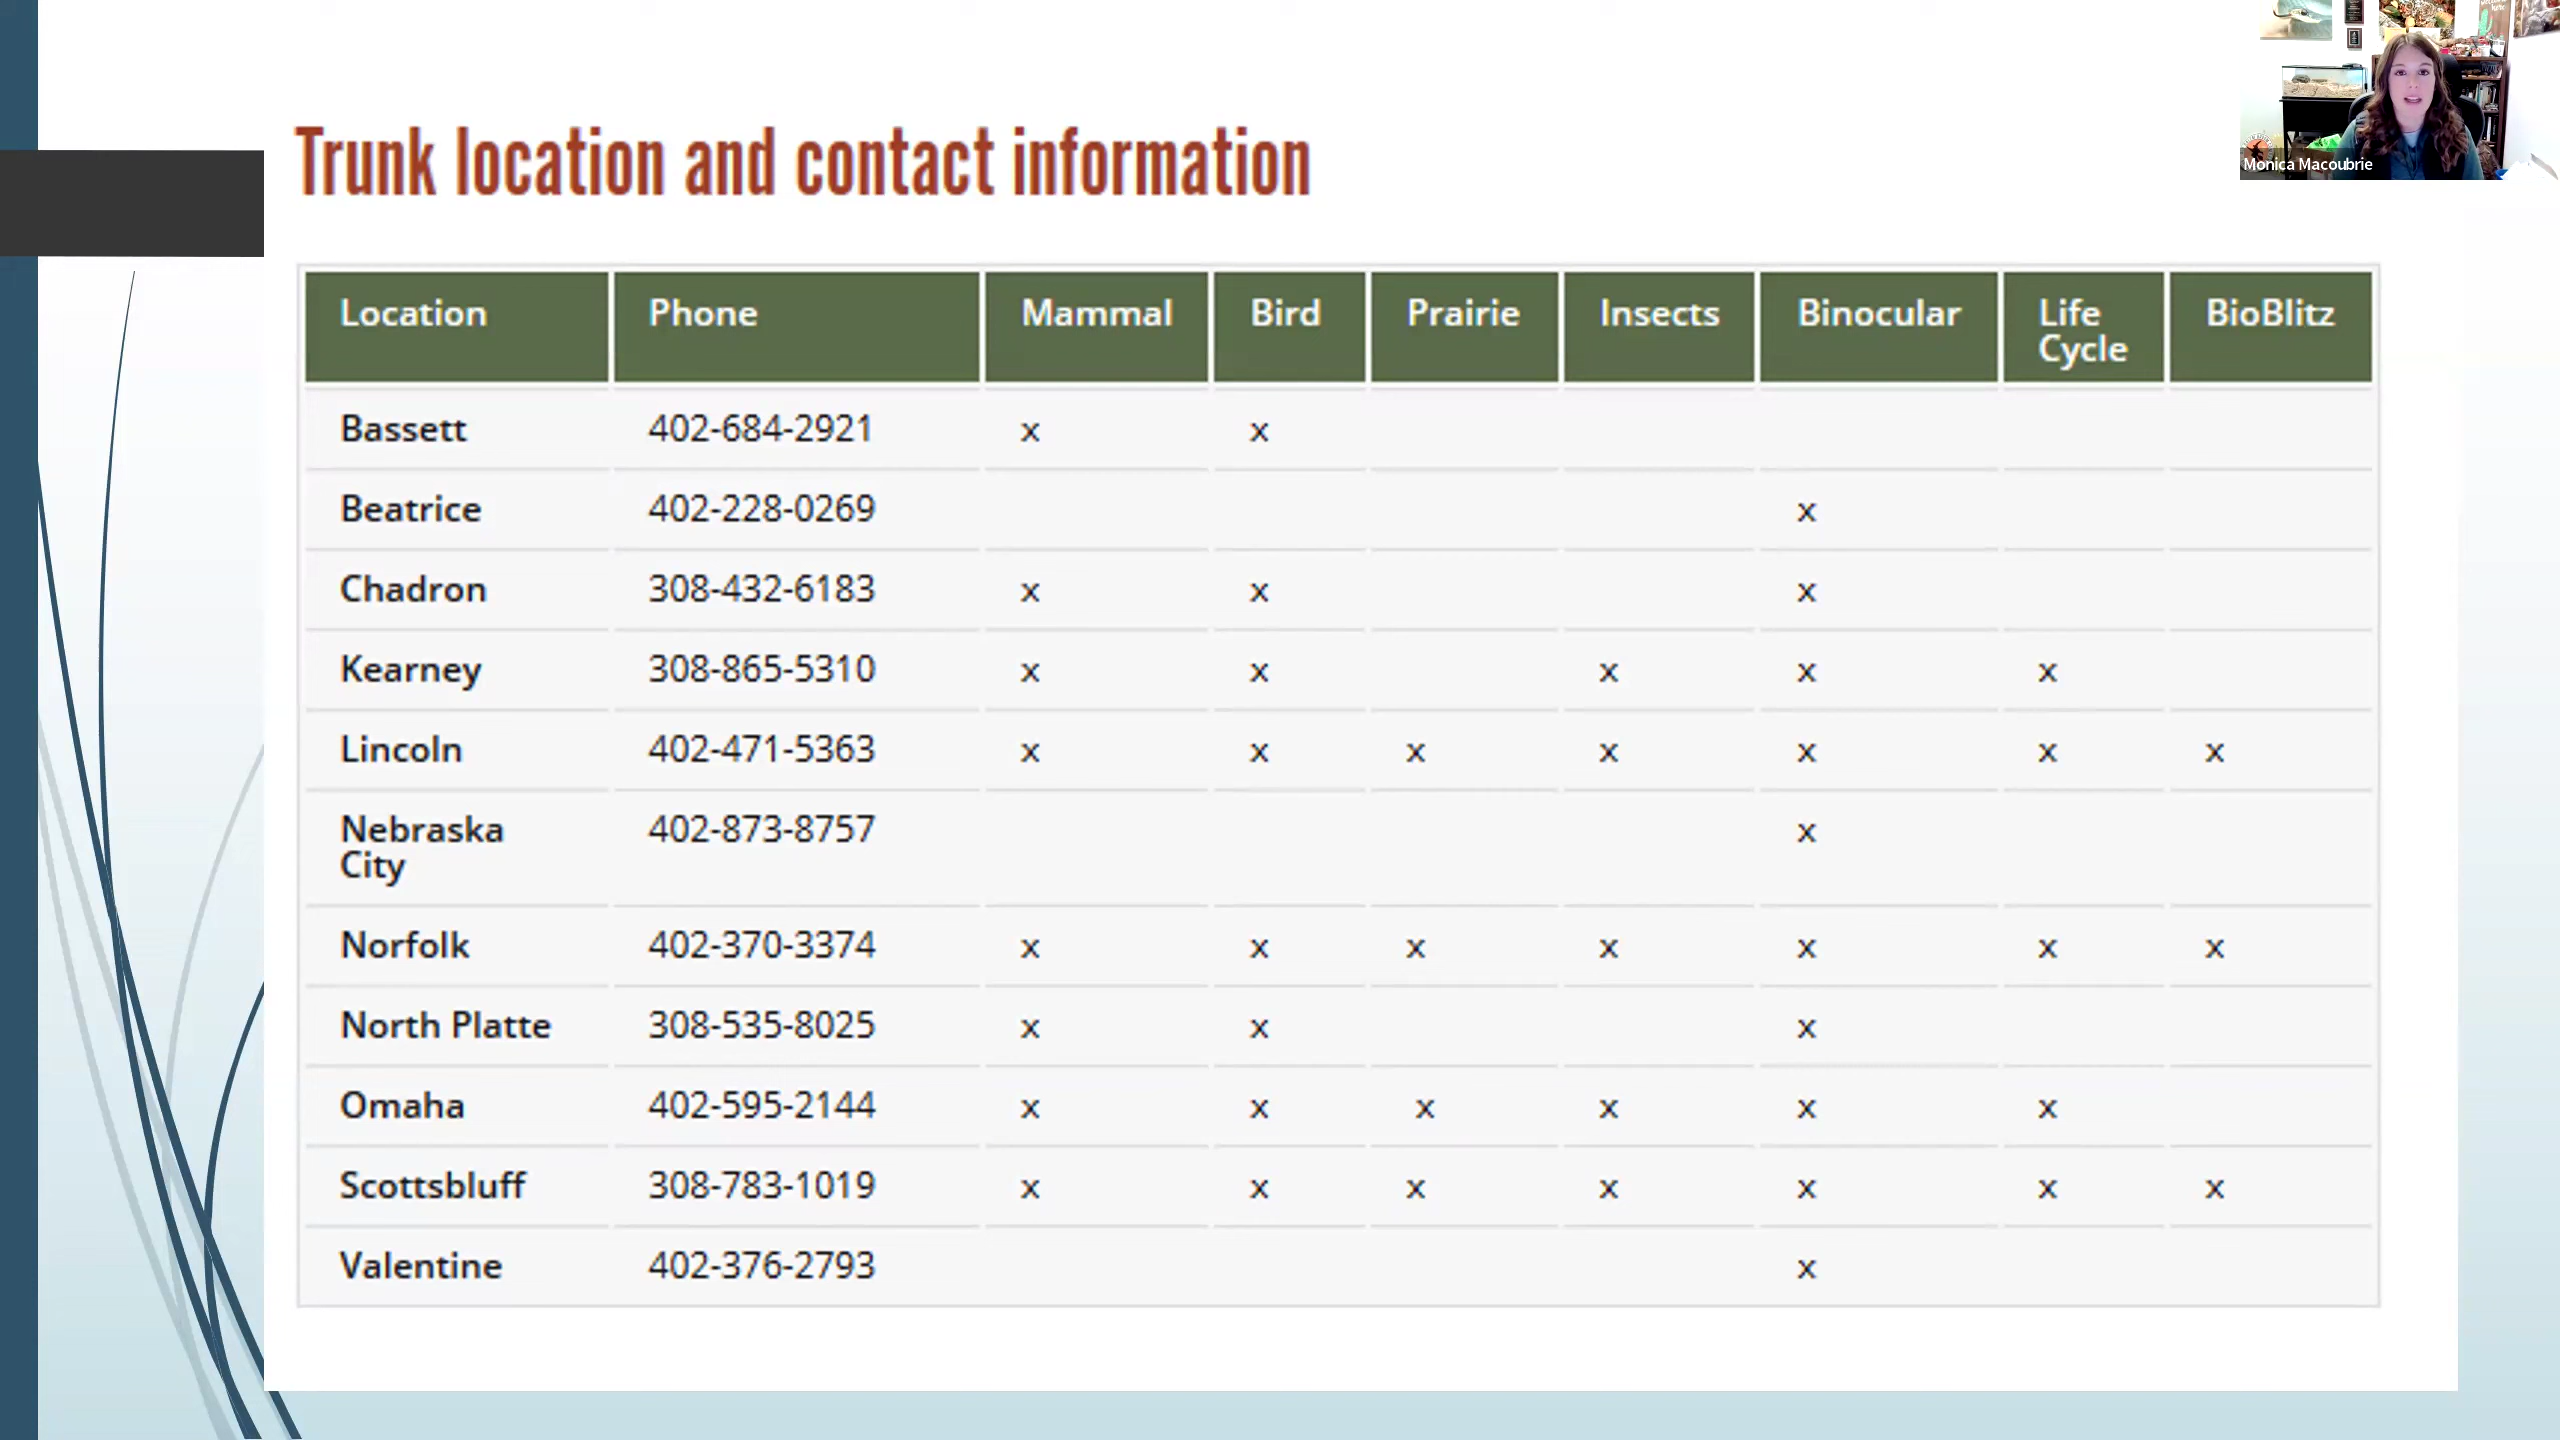 Monica Macoubrie
Trunk location and contact information
Location Phone Mammal Bird Prairie Insects Binocular Life Cycle BioBlitz
Bassett 402-684-2921 x x
Beatrice 402-228-0269 x
Chadron 308-432-6183 x x x
Kearney 308-865-5310 x x x x x
Lincoln 402-471-5363 x x x x x x x
Nebraska City 402-873-8757 x
Norfolk 402-370-3374 x x x x x x x
North Platte 308-535-8025 x x x
Omaha 402-595-2144 x x x x x x
Scottsbluff 308-783-1019 x x x x x x x
Valentine 402-376-2793 x